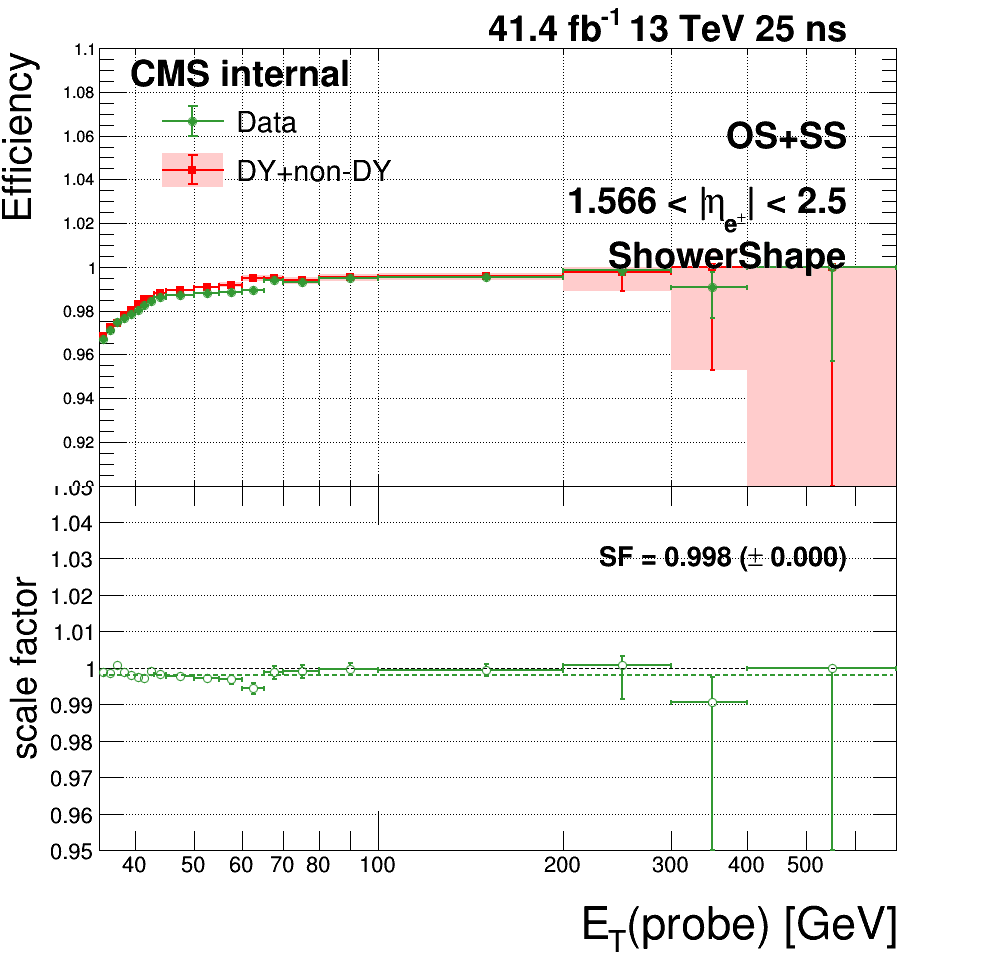 41.4 fb-1 13 TeV 25 ns
Efficiency
1.1
1.08
1.06
1.04
1.02
1
0.98
0.96
0.94
0.92
CMS internal
Data
DY+non-DY
OS+SS
1.566 < |ηe±| < 2.5
ShowerShape
scale factor
1.04
1.03
1.02
1.01
1
0.99
0.98
0.97
0.96
0.95
SF = 0.998 (± 0.000)
40 50 60 70 80 100 200 300 400 500
ET(probe) [GeV]